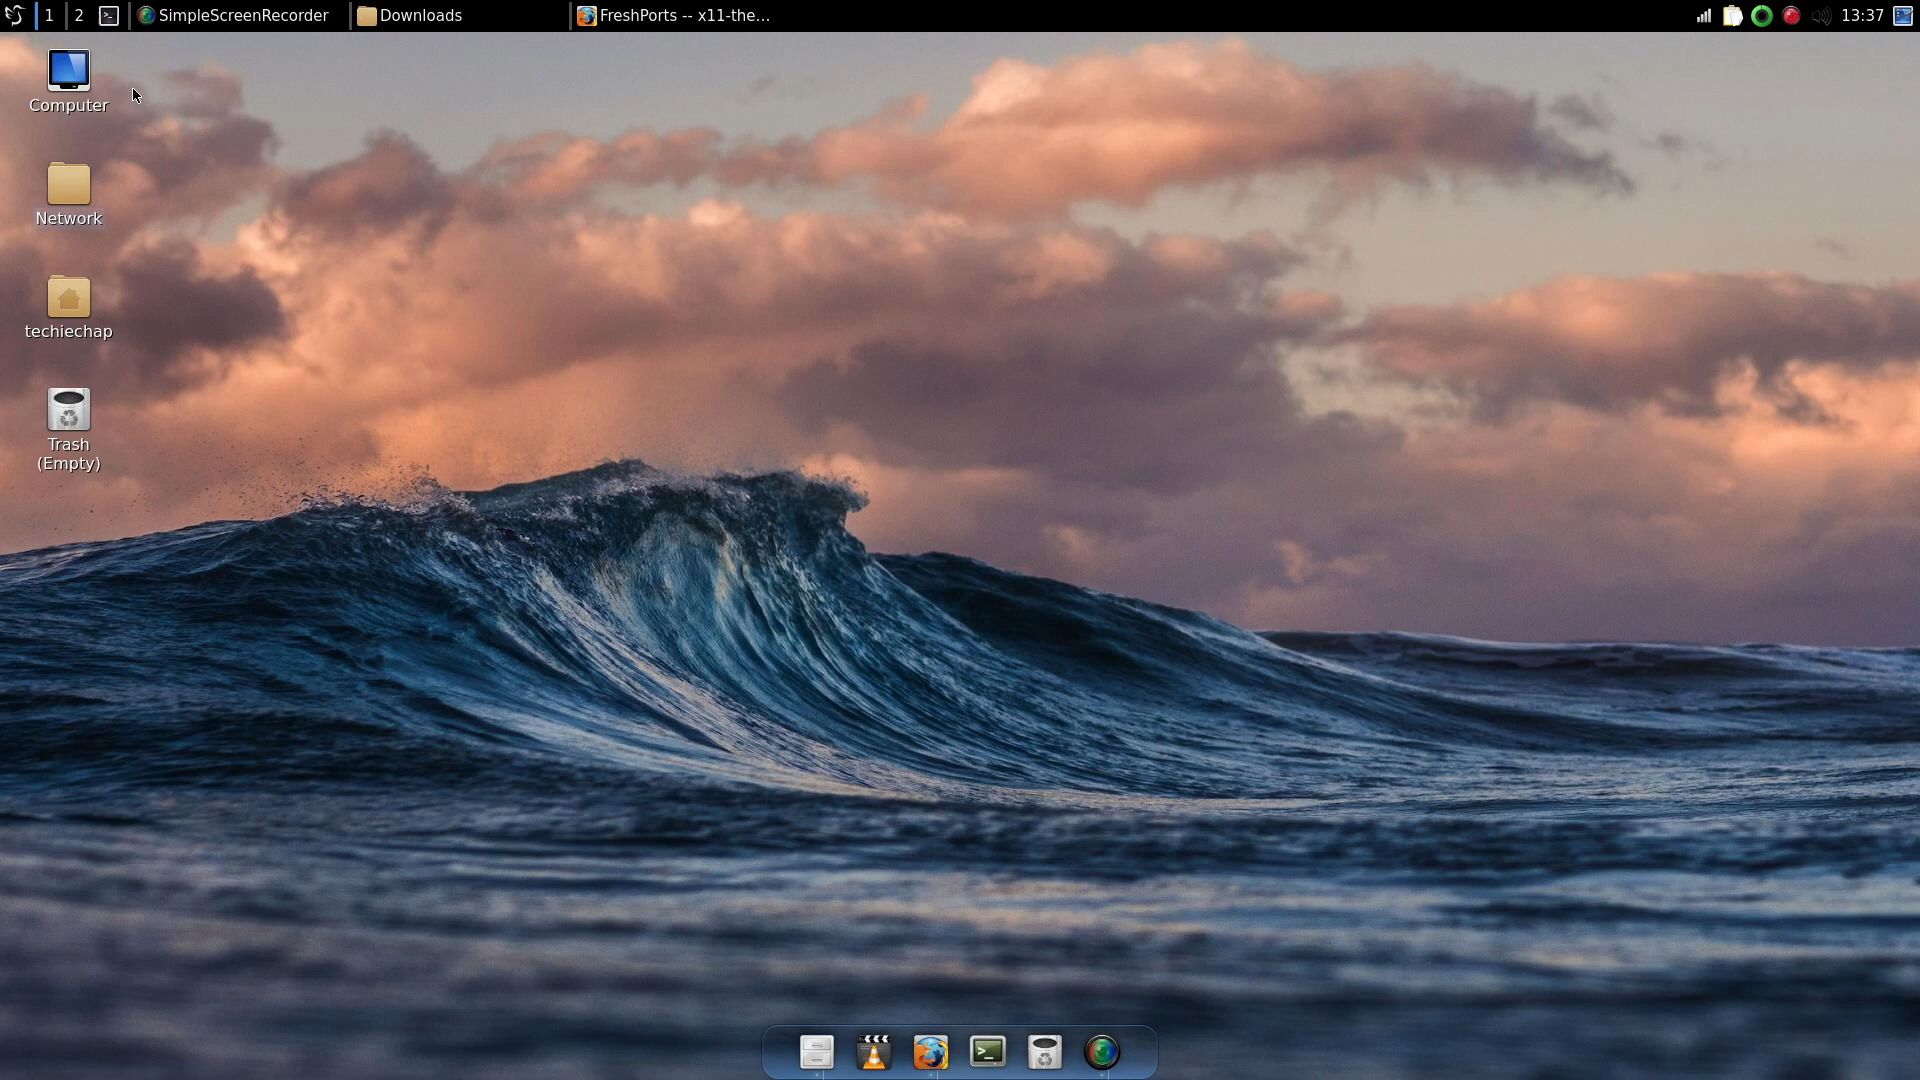 1 2 SimpleScreenRecorder Downloads FreshPorts -- x11-the... 13:37
Computer
Network
techiechap
Trash
(Empty)